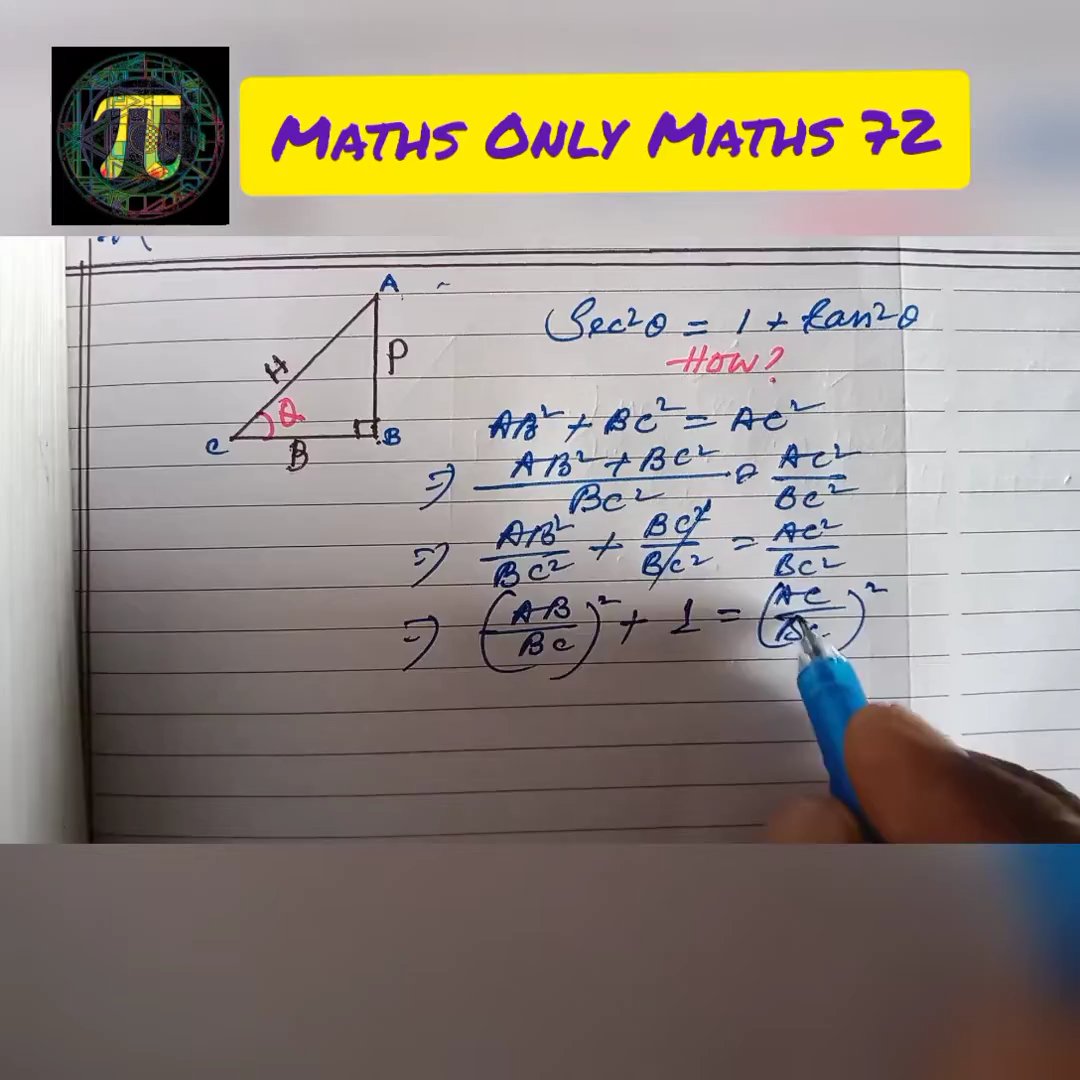 π
MATHS ONLY MATHS 72
A
H
P
θ
C
B
B
Sec²θ = 1 + tan²θ
How?
AB² + BC² = AC²
⇒ (AB² + BC²)/BC² = AC²/BC²
⇒ AB²/BC² + BC²/BC² = AC²/BC²
⇒ (AB/BC)² + 1 = (AC/BC)²